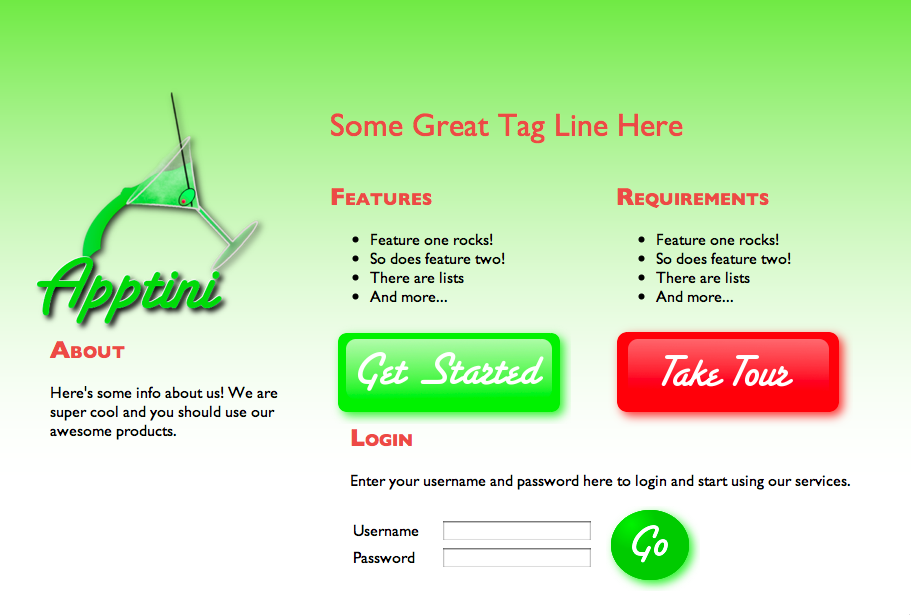 Some Great Tag Line Here
Apptini
About
Here's some info about us! We are
super cool and you should use our
awesome products.
Features
Feature one rocks!
So does feature two!
There are lists
And more...
Get Started
Requirements
Feature one rocks!
So does feature two!
There are lists
And more...
Take Tour
Login
Enter your username and password here to login and start using our services.
Username
Password
Go